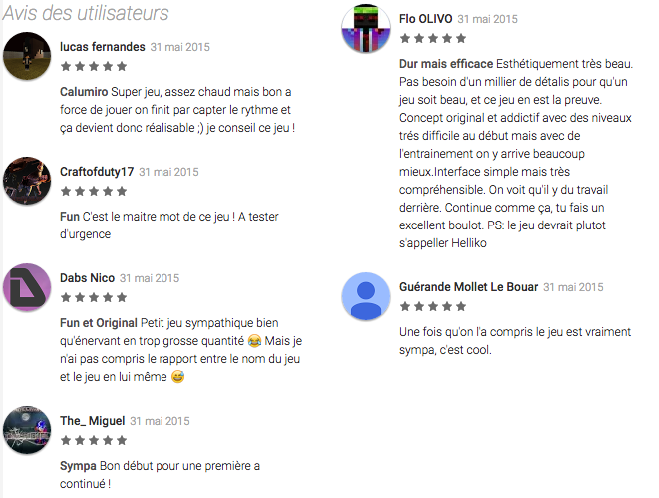 Avis des utilisateurs
lucas fernandes 31 mai 2015
Calumiro Super jeu, assez chaud mais bon a
force de jouer on finit par capter le rythme et
ça devient donc réalisable ;) je conseil ce jeu !
Craftofduty17 31 mai 2015
Fun C'est le maitre mot de ce jeu ! A tester
d'urgence
Dabs Nico 31 mai 2015
Fun et Original Petit jeu sympathique bien
qu'énervant en trop grosse quantité 😂 Mais je
n'ai pas compris le rapport entre le nom du jeu
et le jeu en lui même 😅
The_ Miguel 31 mai 2015
Sympa Bon début pour une première a
continué !
Flo OLIVO 31 mai 2015
Dur mais efficace Esthétiquement très beau.
Pas besoin d'un millier de détalis pour qu'un
jeu soit beau, et ce jeu en est la preuve.
Concept original et addictif avec des niveaux
trés difficile au début mais avec de
l'entrainement on y arrive beaucoup
mieux.Interface simple mais très
compréhensible. On voit qu'il y du travail
derrière. Continue comme ça, tu fais un
excellent boulot. PS: le jeu devrait plutot
s'appeller Helliko
Guérande Mollet Le Bouar 31 mai 2015
Une fois qu'on l'a compris le jeu est vraiment
sympa, c'est cool.